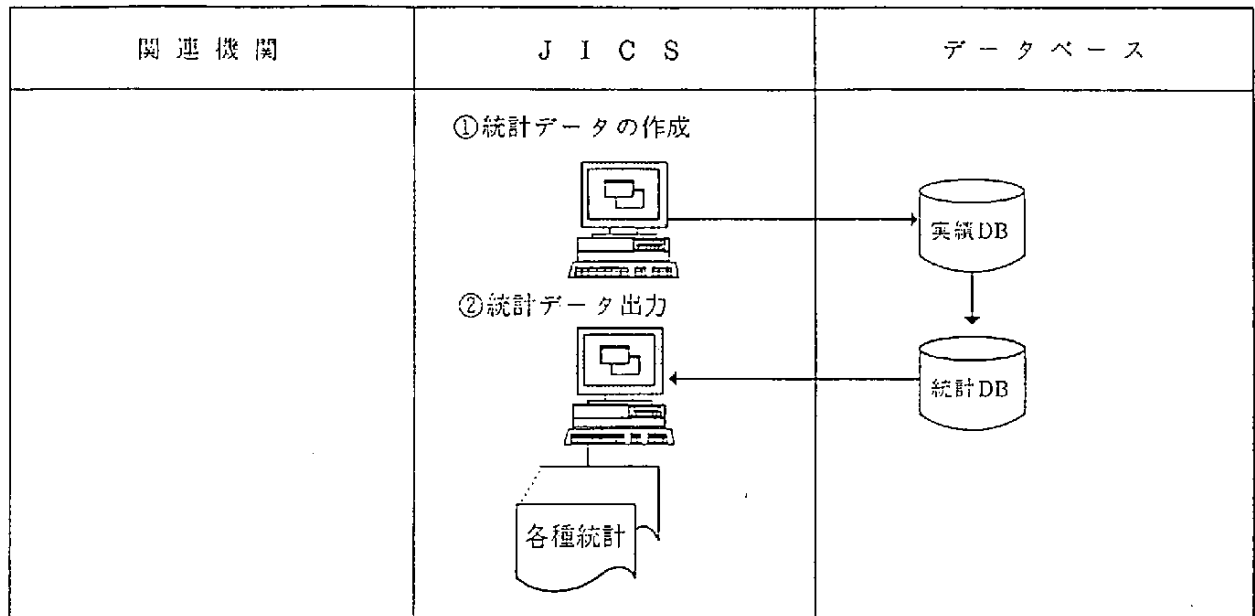 関連機関
JICS
データベース
①統計データの作成
実績DB
②統計データ出力
統計DB
各種統計